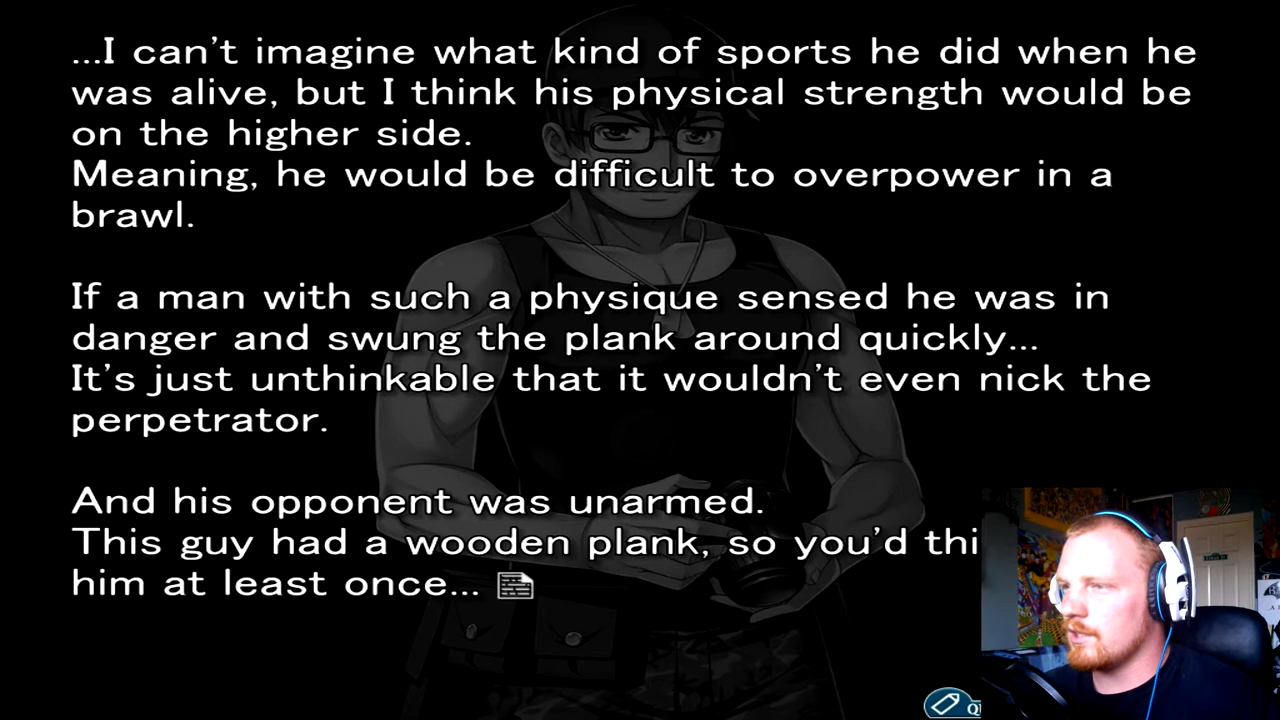 ...I can't imagine what kind of sports he did when he
was alive, but I think his physical strength would be
on the higher side.
Meaning, he would be difficult to overpower in a
brawl.
If a man with such a physique sensed he was in
danger and swung the plank around quickly...
It's just unthinkable that it wouldn't even nick the
perpetrator.
And his opponent was unarmed.
This guy had a wooden plank, so you'd thi
him at least once...